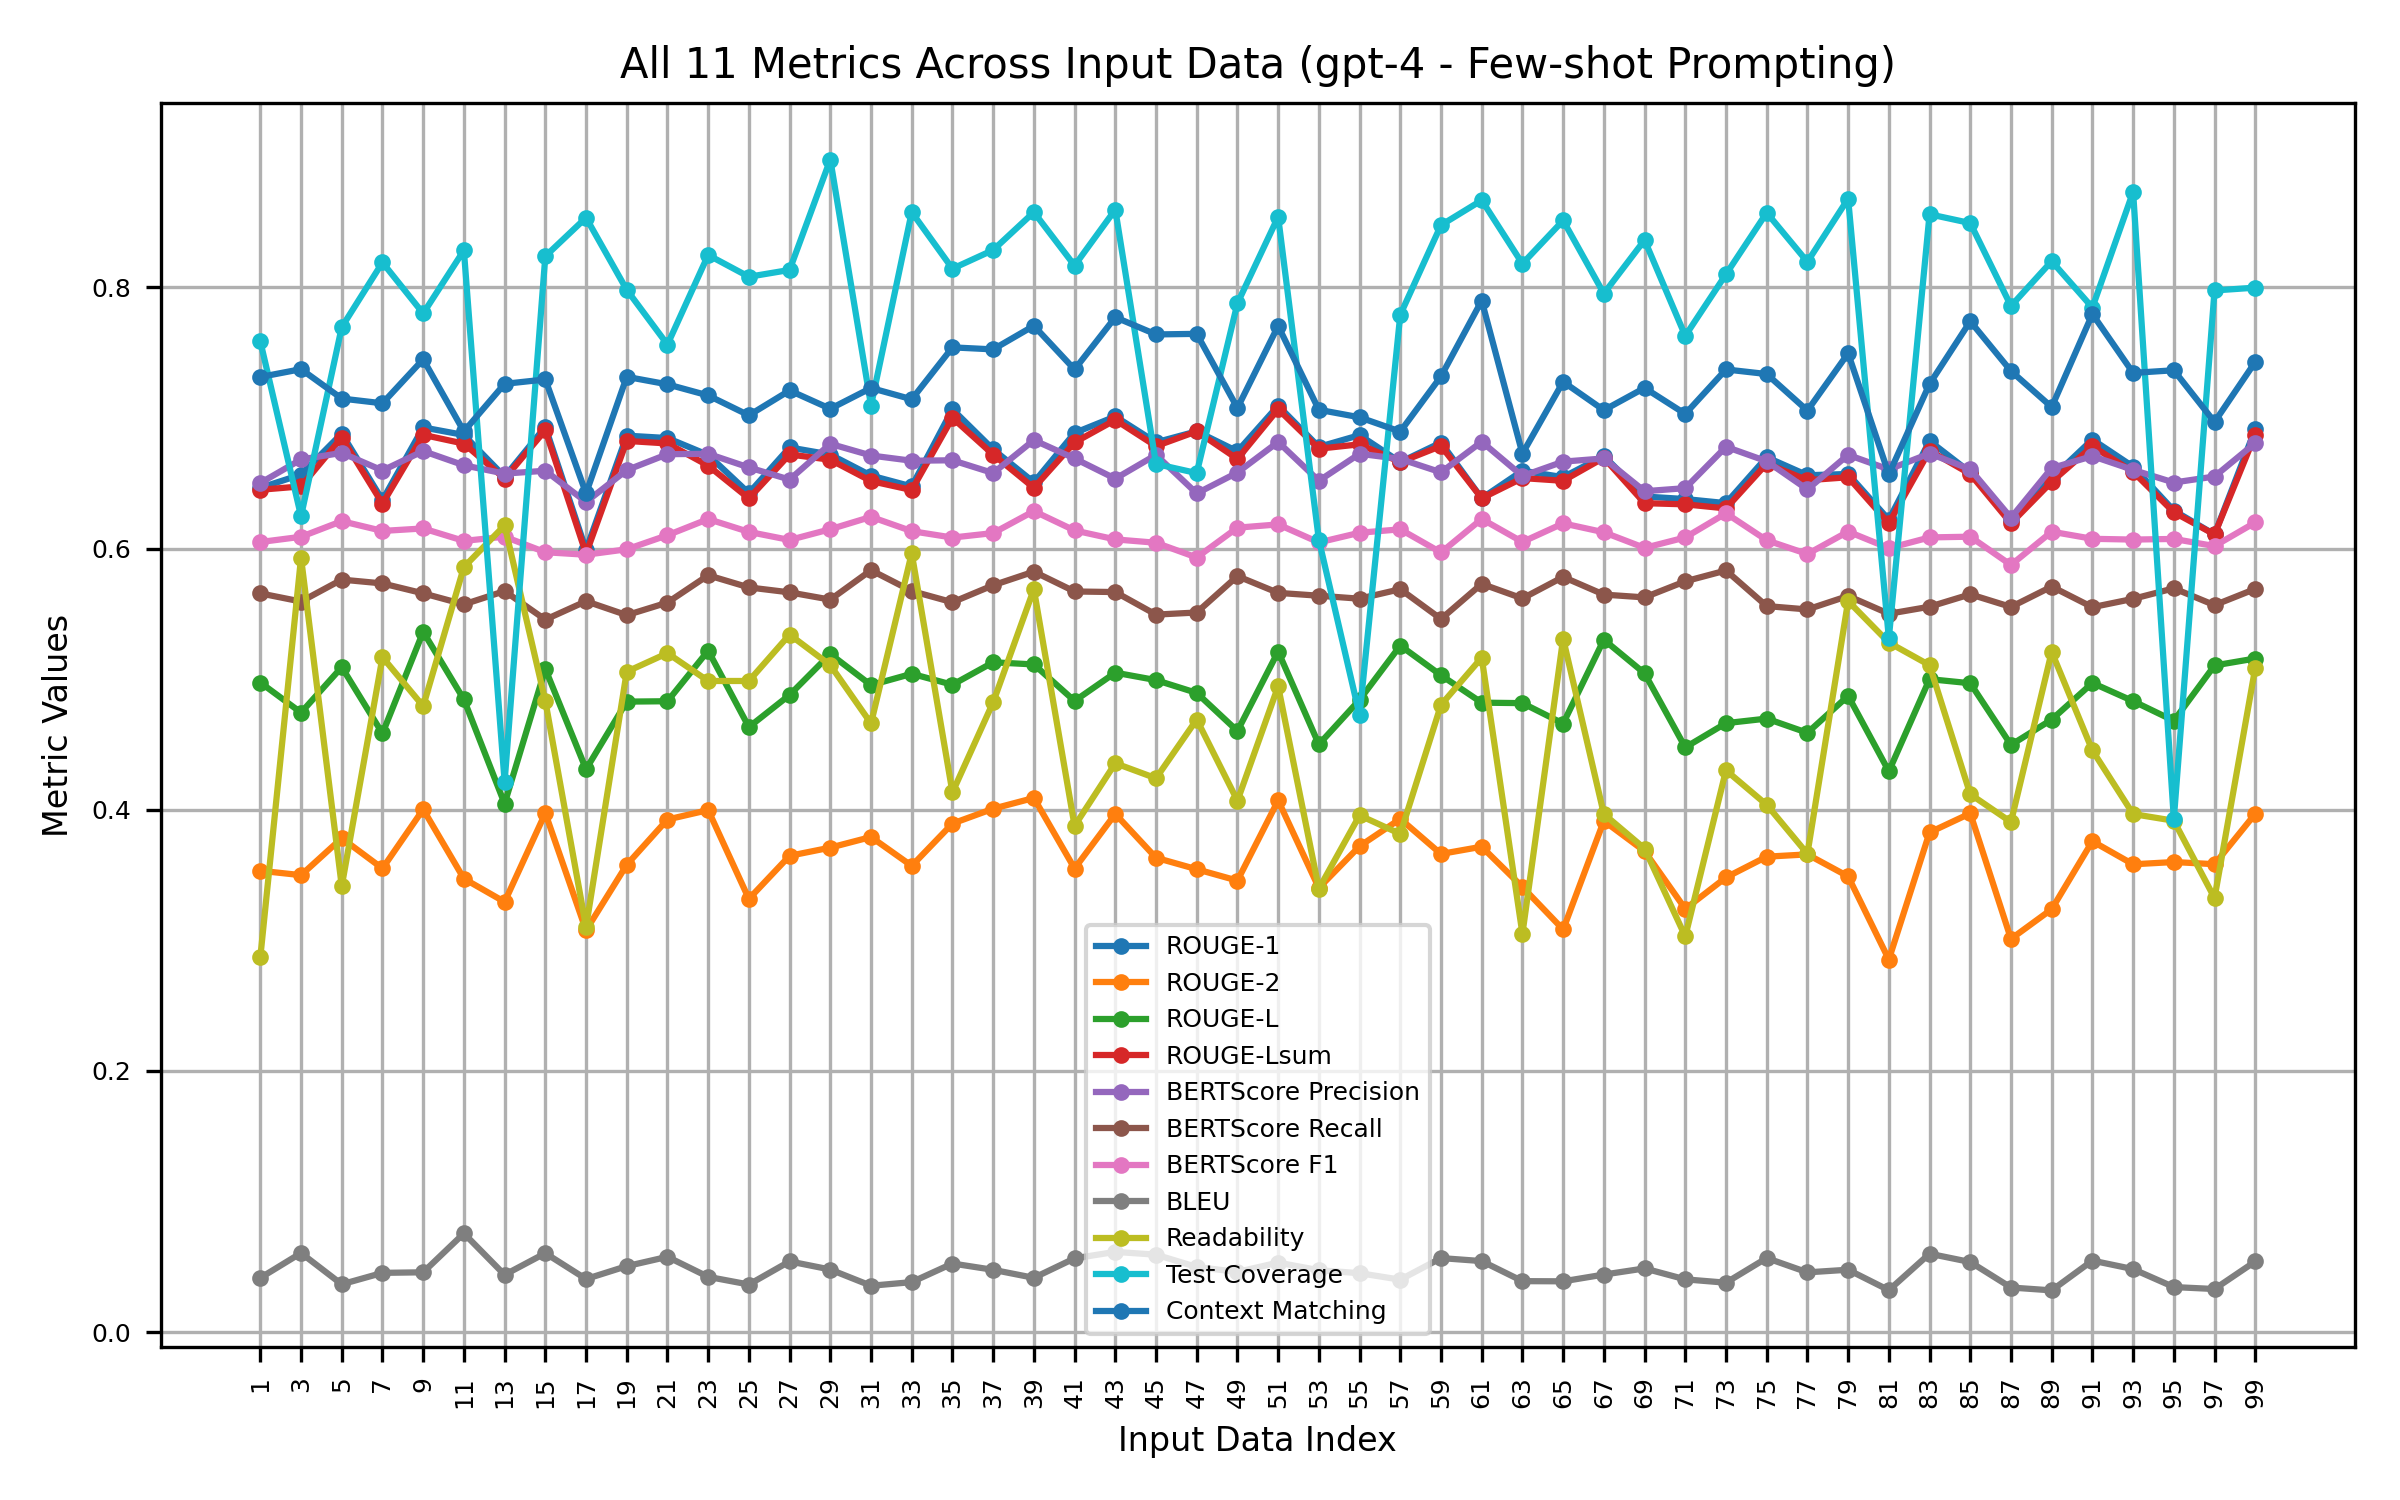 All 11 Metrics Across Input Data (gpt-4 - Few-shot Prompting)
Metric Values
0.8
0.6
0.4
0.2
0.0
ROUGE-1
ROUGE-2
ROUGE-L
ROUGE-Lsum
BERTScore Precision
BERTScore Recall
BERTScore F1
BLEU
Readability
Test Coverage
Context Matching
1 3 5 7 9 11 13 15 17 19 21 23 25 27 29 31 33 35 37 39 41 43 45 47 49 51 53 55 57 59 61 63 65 67 69 71 73 75 77 79 81 83 85 87 89 91 93 95 97 99
Input Data Index